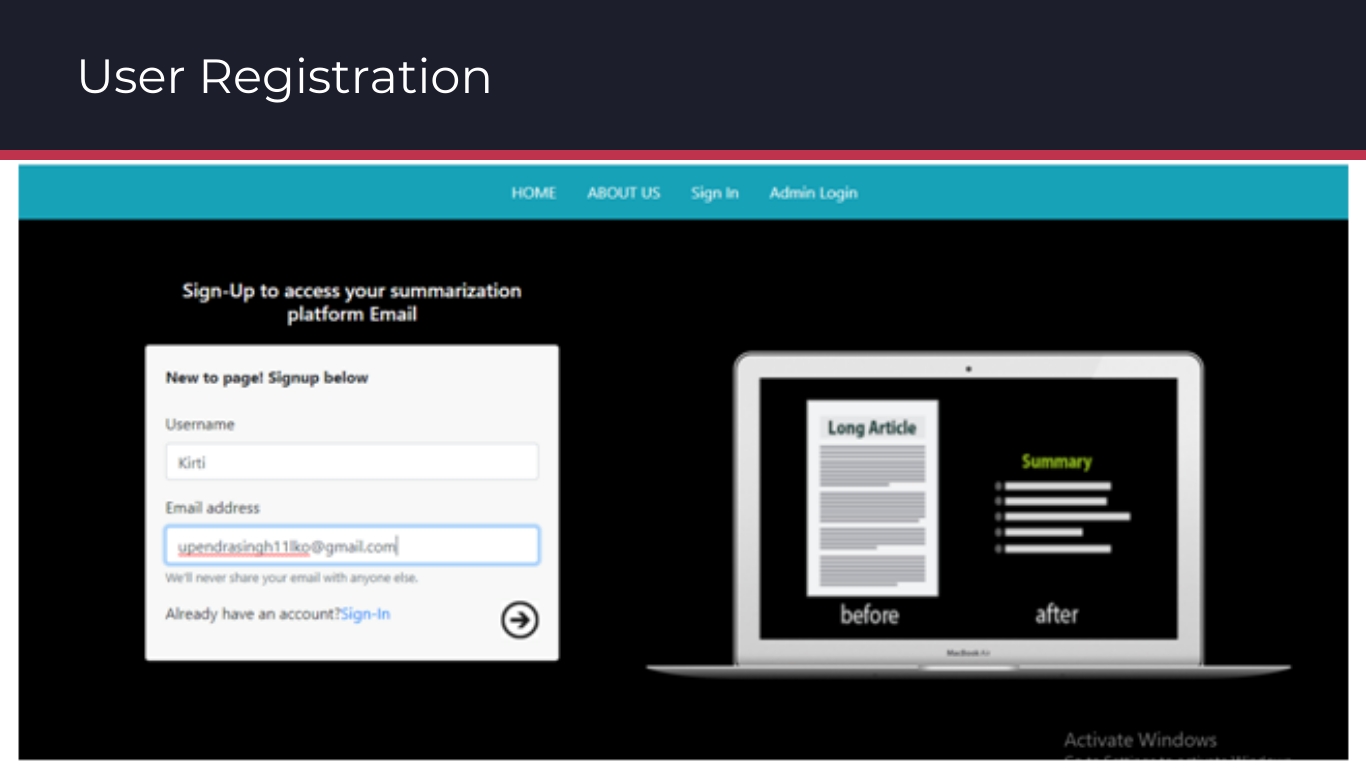 User Registration
HOME ABOUT US Sign In Admin Login
Sign-Up to access your summarization
platform Email
New to page! Signup below
Username
Kirti
Email address
upendrasingh11lko@gmail.com
We'll never share your email with anyone else.
Already have an account?Sign-In
Long Article
Summary
before after
MacBook Air
Activate Windows